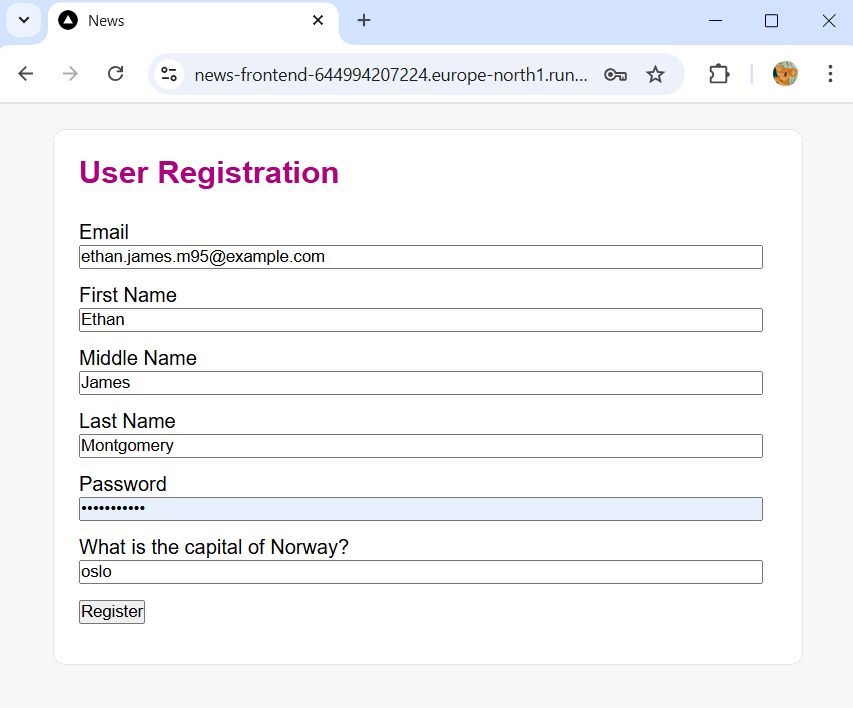 News
news-frontend-644994207224.europe-north1.run...
User Registration
Email
ethan.james.m95@example.com
First Name
Ethan
Middle Name
James
Last Name
Montgomery
Password
•••••••••••
What is the capital of Norway?
oslo
Register